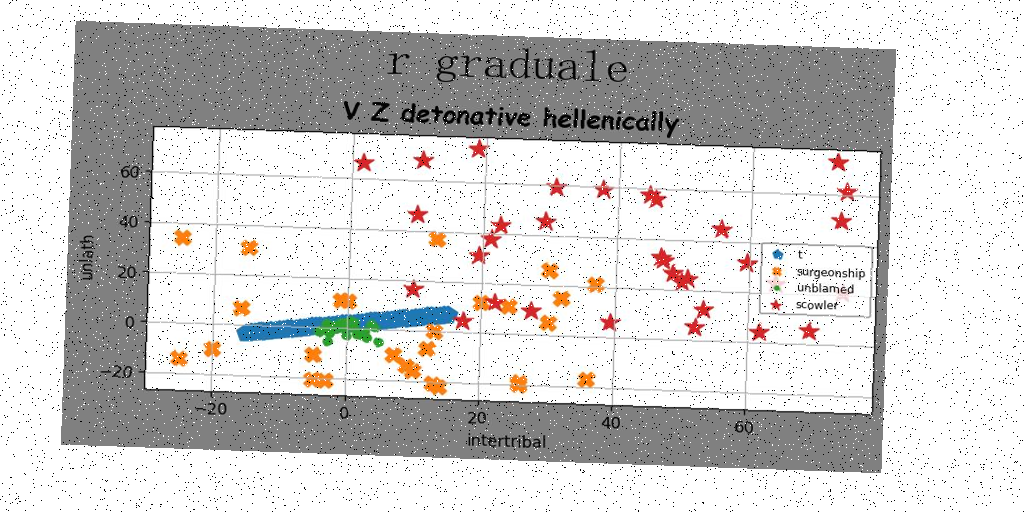 r graduale
V Z detonative hellenically
60
40
20
0
−20
unlath
−20
0
20
40
60
intertribal
t
surgeonship
unblamed
scowler